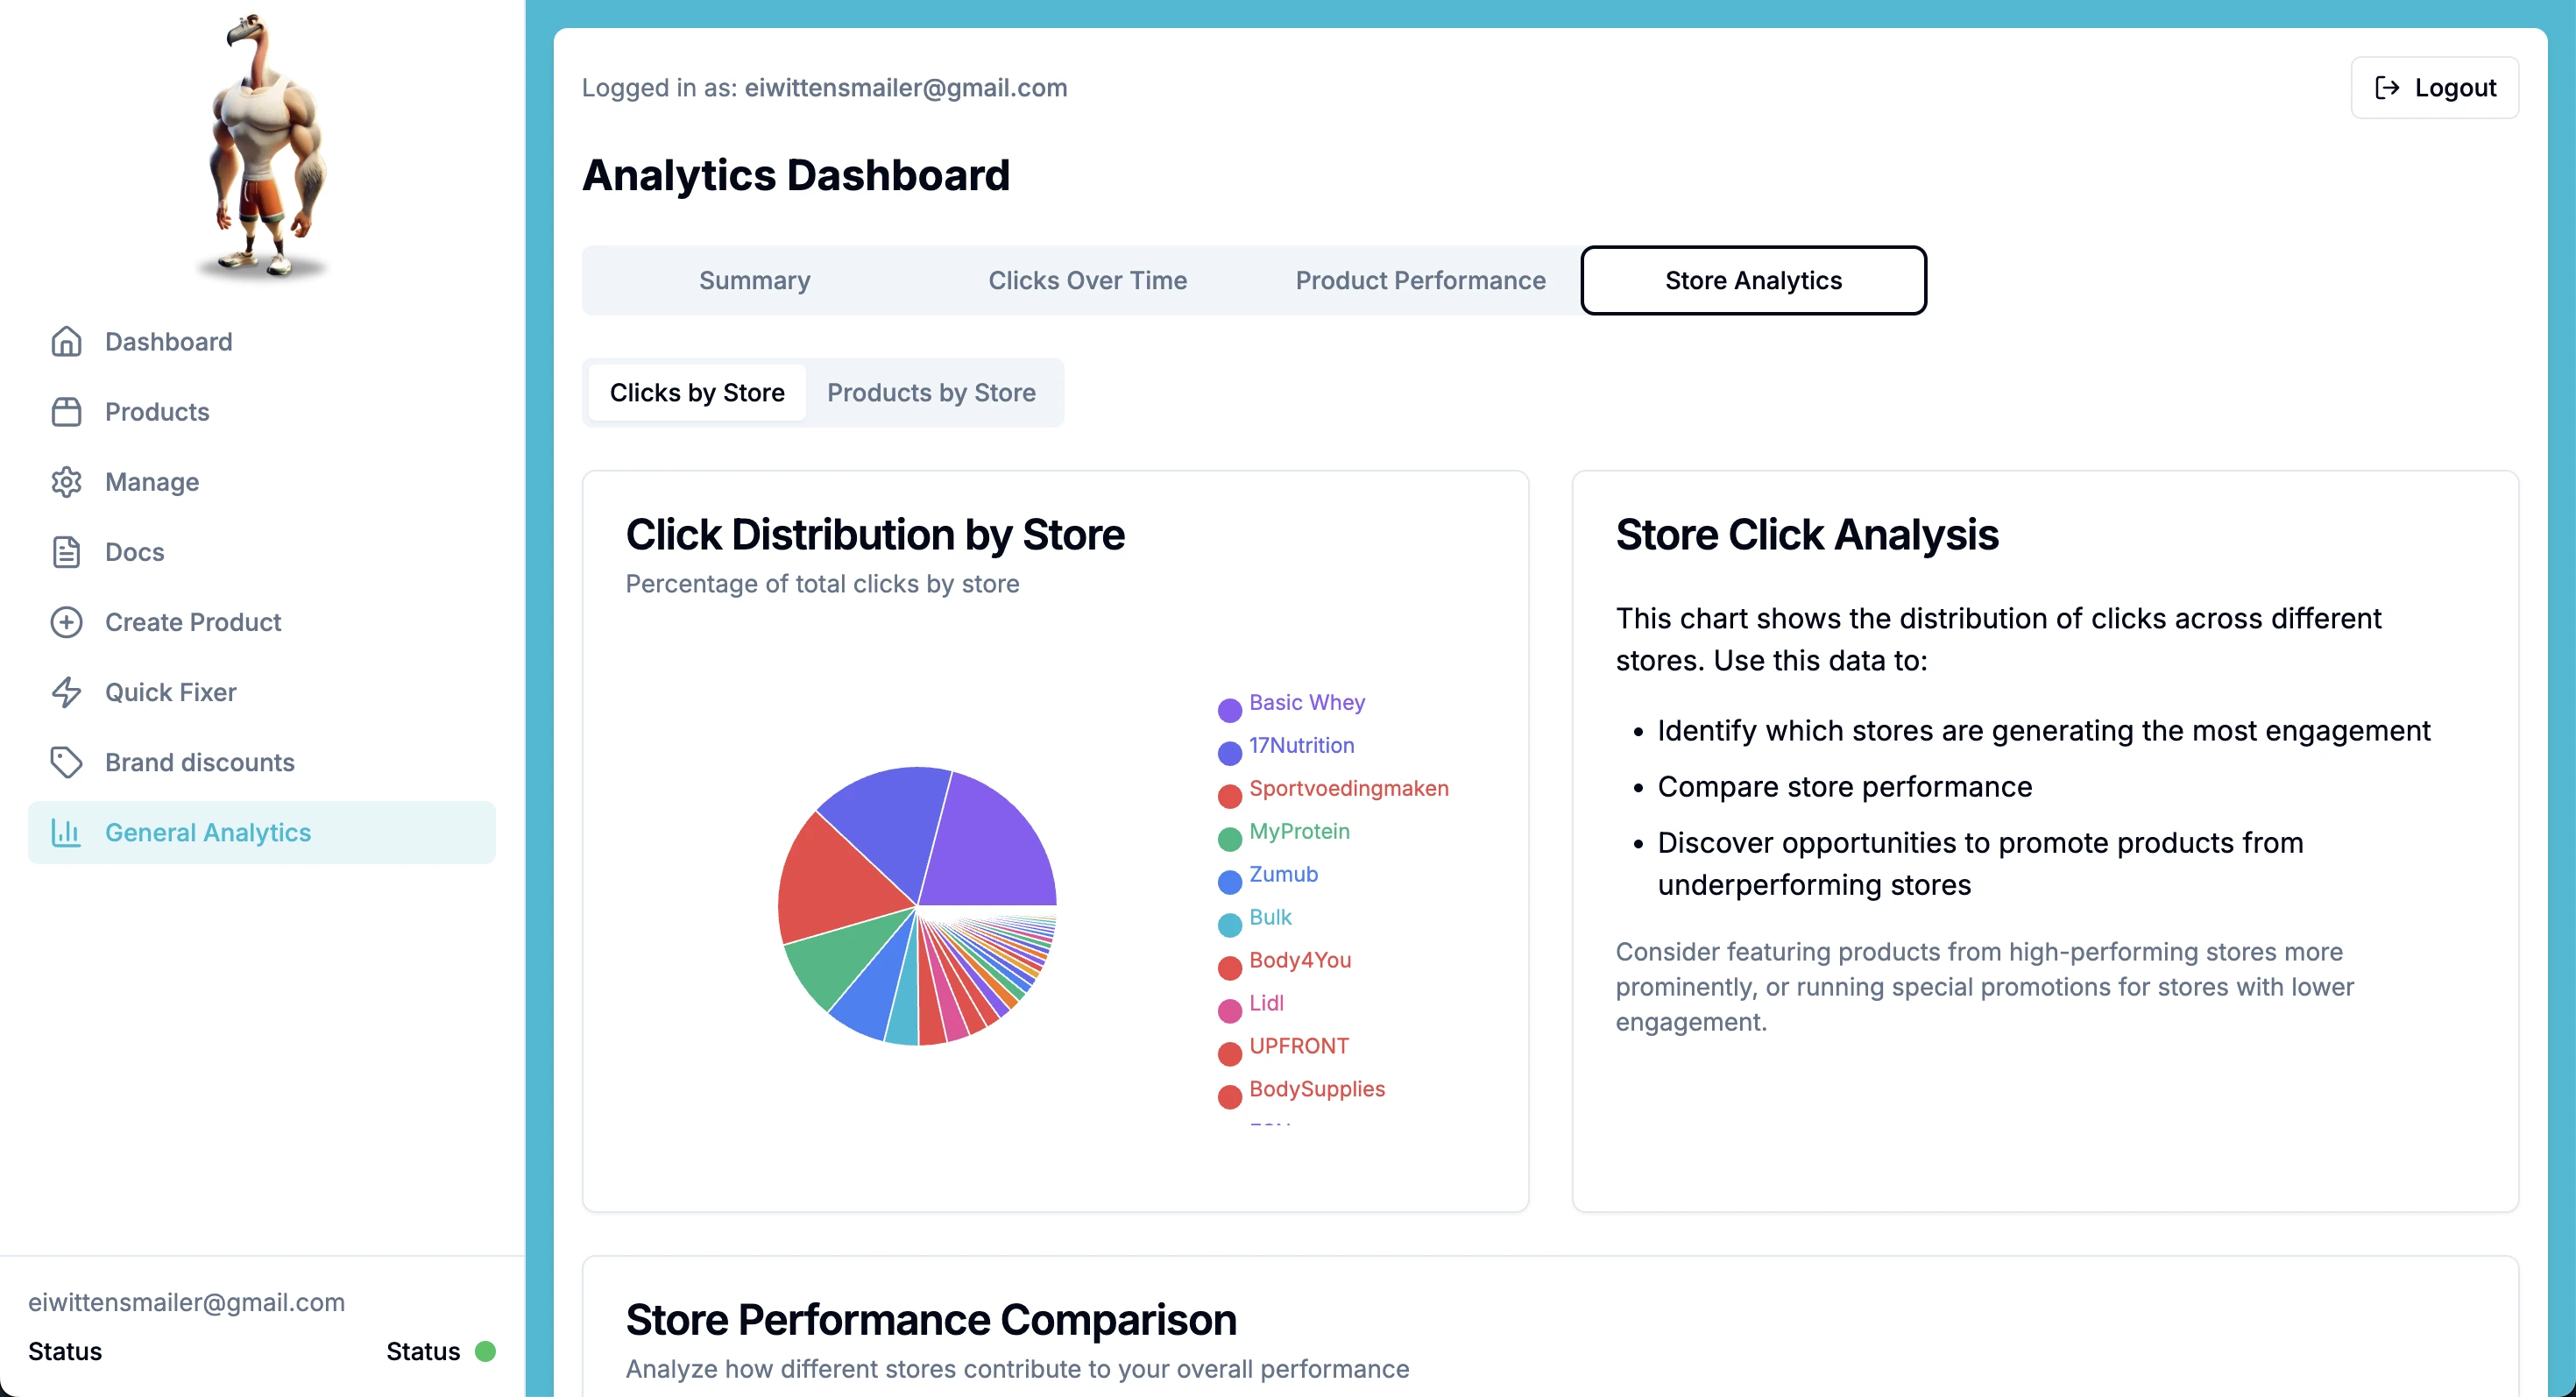 Dashboard
Products
Manage
Docs
Create Product
Quick Fixer
Brand discounts
General Analytics
eiwittensmailer@gmail.com
Status
Status
Logged in as: eiwittensmailer@gmail.com
Logout
Analytics Dashboard
Summary
Clicks Over Time
Product Performance
Store Analytics
Clicks by Store
Products by Store
Click Distribution by Store
Percentage of total clicks by store
Basic Whey
17Nutrition
Sportvoedingmaken
MyProtein
Zumub
Bulk
Body4You
Lidl
UPFRONT
BodySupplies
Store Click Analysis
This chart shows the distribution of clicks across different
stores. Use this data to:
Identify which stores are generating the most engagement
Compare store performance
Discover opportunities to promote products from
underperforming stores
Consider featuring products from high-performing stores more
prominently, or running special promotions for stores with lower
engagement.
Store Performance Comparison
Analyze how different stores contribute to your overall performance